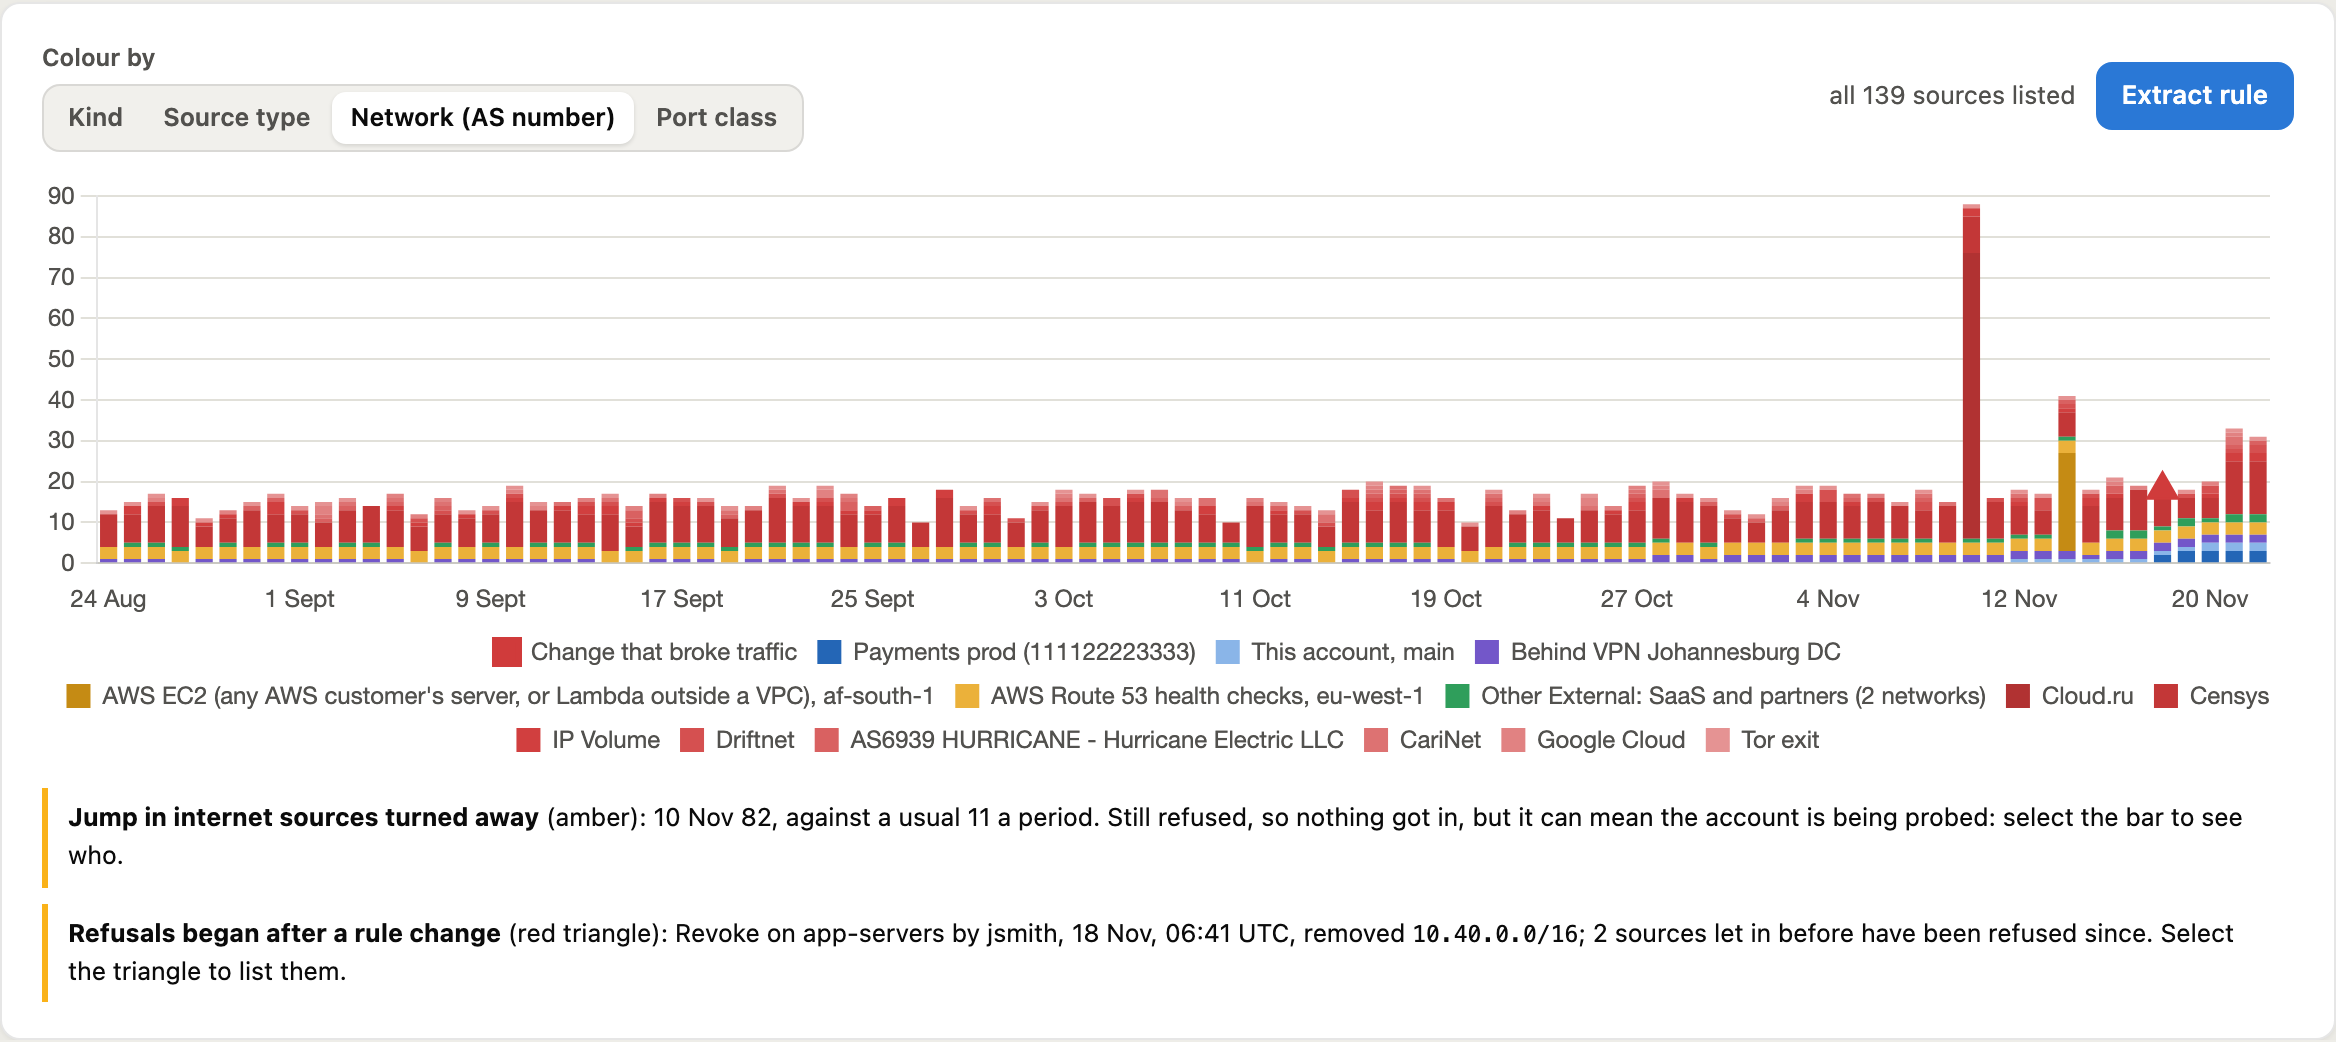 Colour by
Kind Source type Network (AS number) Port class
all 139 sources listed Extract rule
90
80
70
60
50
40
30
20
10
0
24 Aug 1 Sept 9 Sept 17 Sept 25 Sept 3 Oct 11 Oct 19 Oct 27 Oct 4 Nov 12 Nov 20 Nov
Change that broke traffic Payments prod (111122223333) This account, main Behind VPN Johannesburg DC
AWS EC2 (any AWS customer's server, or Lambda outside a VPC), af-south-1 AWS Route 53 health checks, eu-west-1 Other External: SaaS and partners (2 networks) Cloud.ru Censys
IP Volume Driftnet AS6939 HURRICANE - Hurricane Electric LLC CariNet Google Cloud Tor exit
Jump in internet sources turned away (amber): 10 Nov 82, against a usual 11 a period. Still refused, so nothing got in, but it can mean the account is being probed: select the bar to see
who.
Refusals began after a rule change (red triangle): Revoke on app-servers by jsmith, 18 Nov, 06:41 UTC, removed 10.40.0.0/16; 2 sources let in before have been refused since. Select
the triangle to list them.